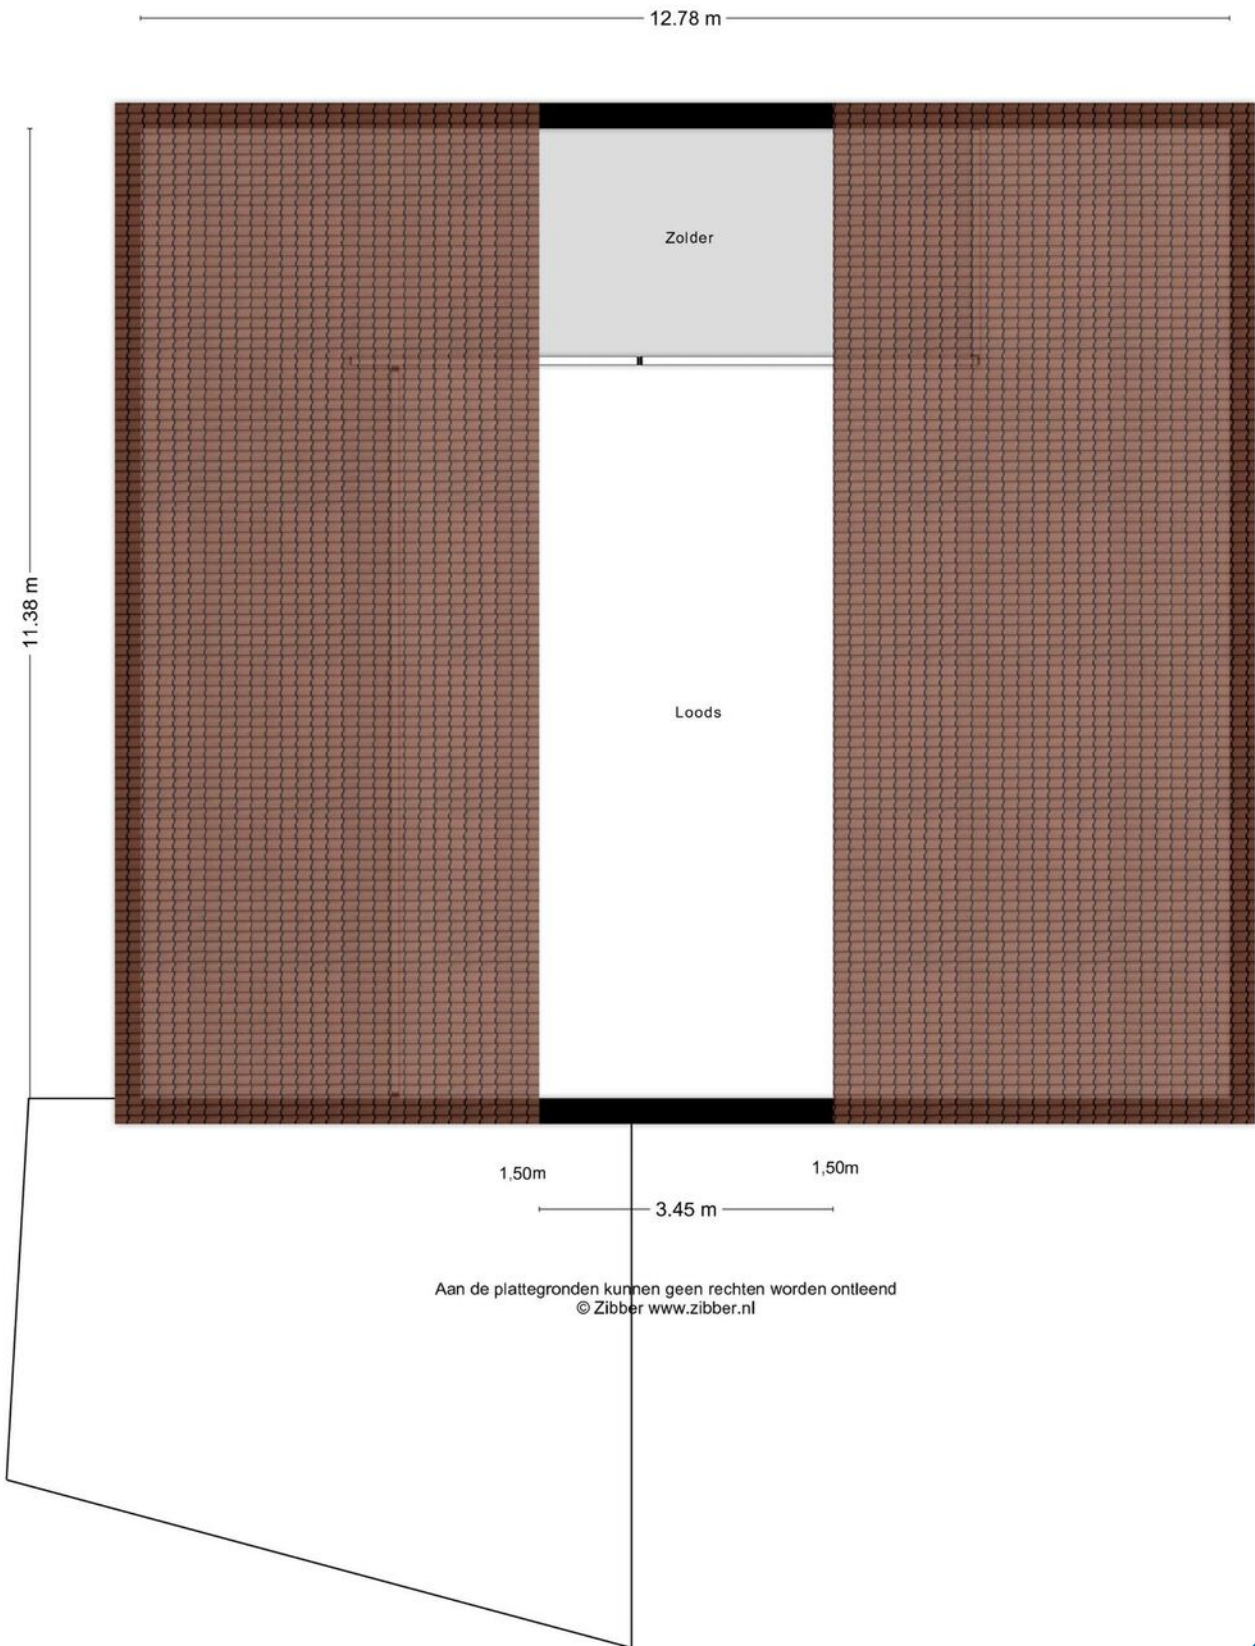 12.78 m
Zolder
11.38 m
Loods
1,50m
1,50m
3.45 m
Aan de plattegronden kunnen geen rechten worden ontleend
© Zibber www.zibber.nl